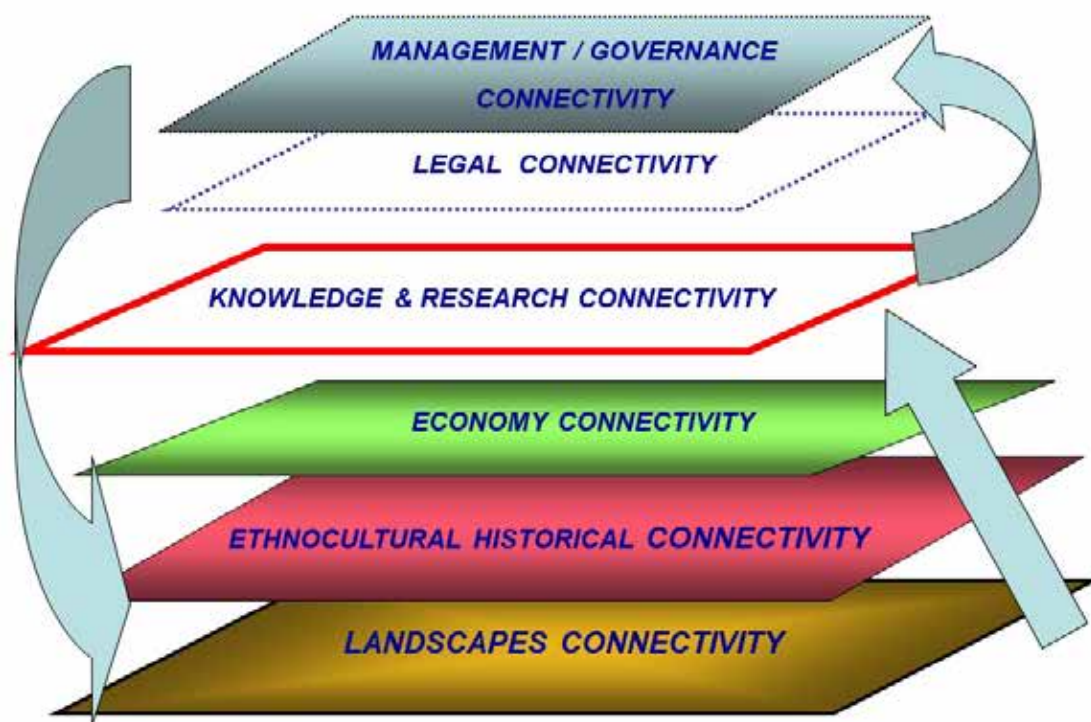 MANAGEMENT / GOVERNANCE
CONNECTIVITY
LEGAL CONNECTIVITY
KNOWLEDGE & RESEARCH CONNECTIVITY
ECONOMY CONNECTIVITY
ETHNOCULTURAL HISTORICAL CONNECTIVITY
LANDSCAPES CONNECTIVITY